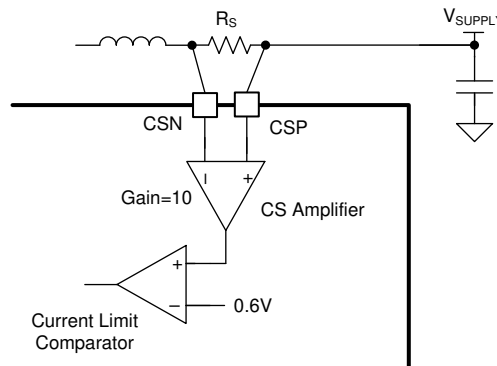 RS
VSUPPLY
CSN
CSP
Gain=10
CS Amplifier
0.6V
Current Limit
Comparator